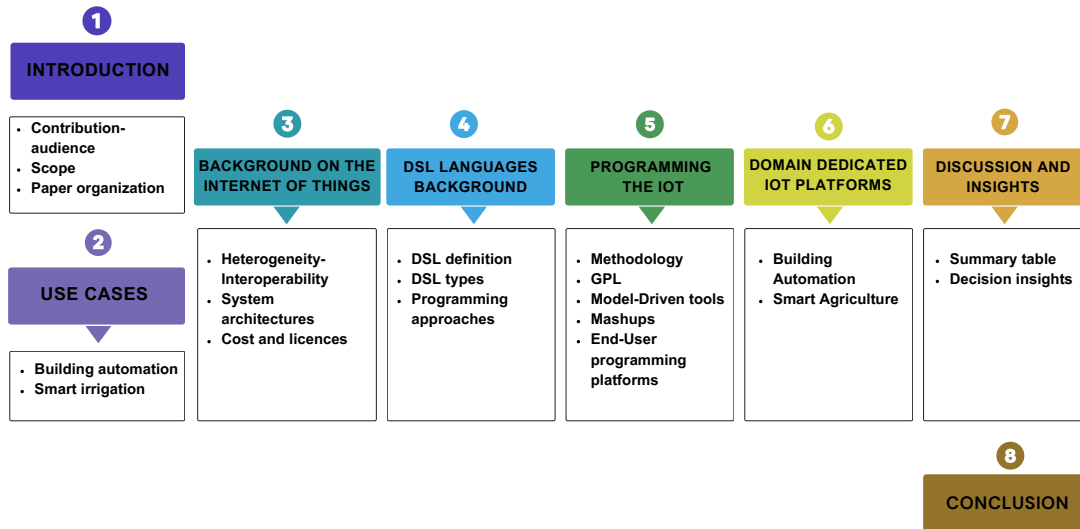 1
INTRODUCTION
• Contribution-
audience
• Scope
• Paper organization
2
USE CASES
• Building automation
• Smart irrigation
3
BACKGROUND ON THE
INTERNET OF THINGS
• Heterogeneity-
Interoperability
• System
architectures
• Cost and licences
4
DSL LANGUAGES
BACKGROUND
• DSL definition
• DSL types
• Programming
approaches
5
PROGRAMMING
THE IOT
• Methodology
• GPL
• Model-Driven tools
• Mashups
• End-User
programming
platforms
6
DOMAIN DEDICATED
IOT PLATFORMS
• Building
Automation
• Smart Agriculture
7
DISCUSSION AND
INSIGHTS
• Summary table
• Decision insights
8
CONCLUSION